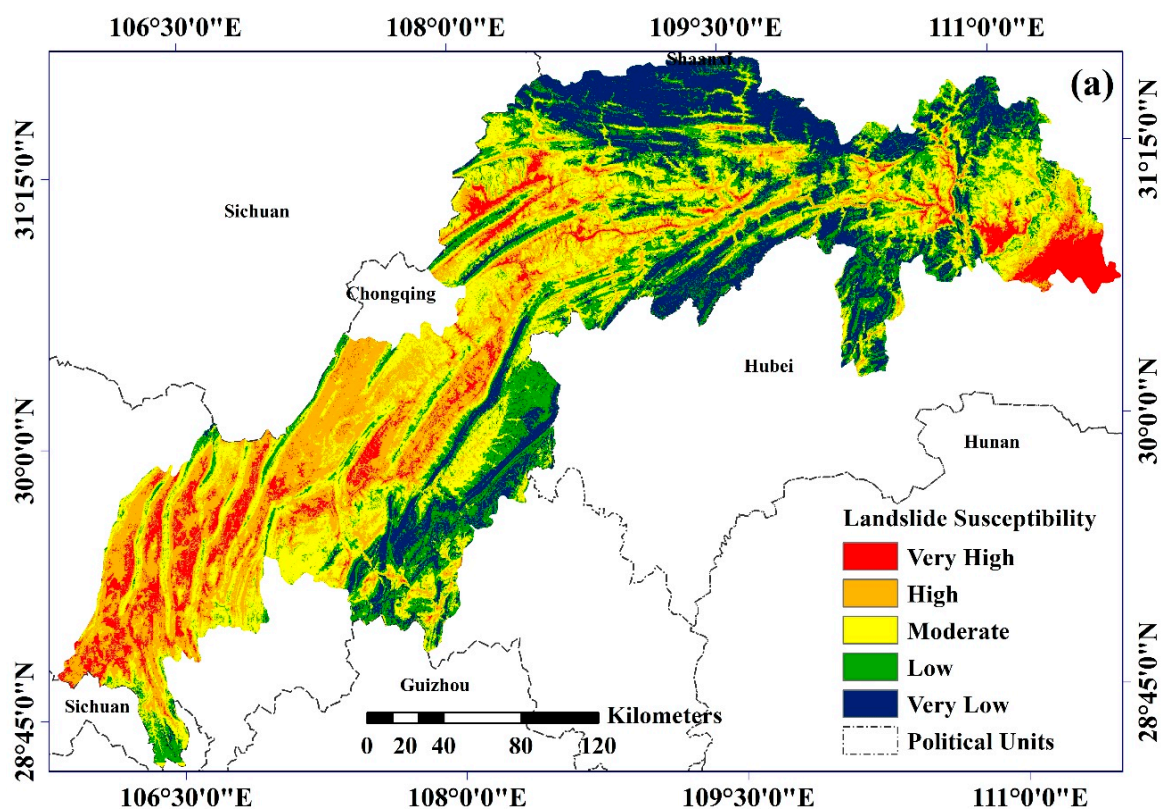 106°30'0"E 108°0'0"E 109°30'0"E 111°0'0"E
Shaanxi
(a)
31°15'0"N
31°15'0"N
Sichuan
Chongqing
Hubei
30°0'0"N
30°0'0"N
Hunan
Landslide Susceptibility
Very High
High
Moderate
Low
Very Low
Political Units
Guizhou
Sichuan
28°45'0"N
28°45'0"N
Kilometers
0 20 40 80 120
106°30'0"E 108°0'0"E 109°30'0"E 111°0'0"E